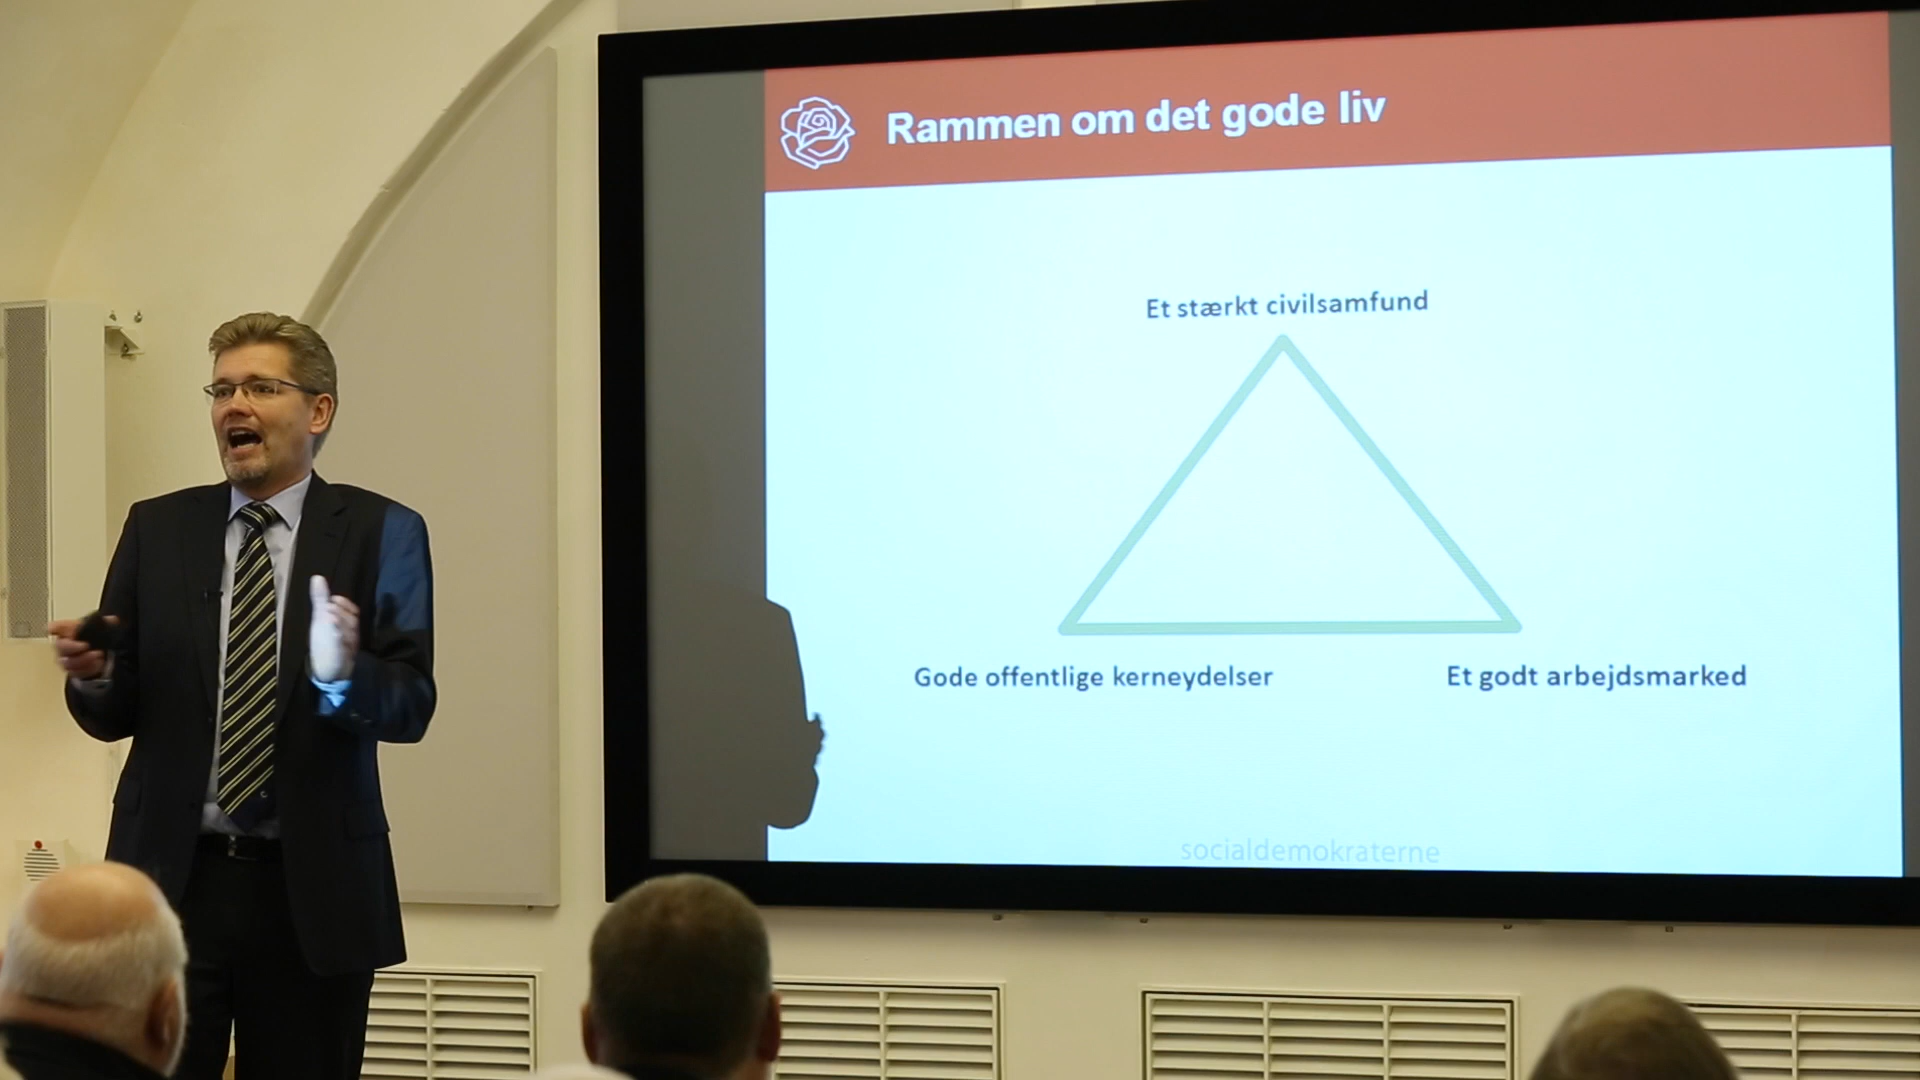 Rammen om det gode liv
Et stærkt civilsamfund
Gode offentlige kerneydelser
Et godt arbejdsmarked
socialdemokraterne